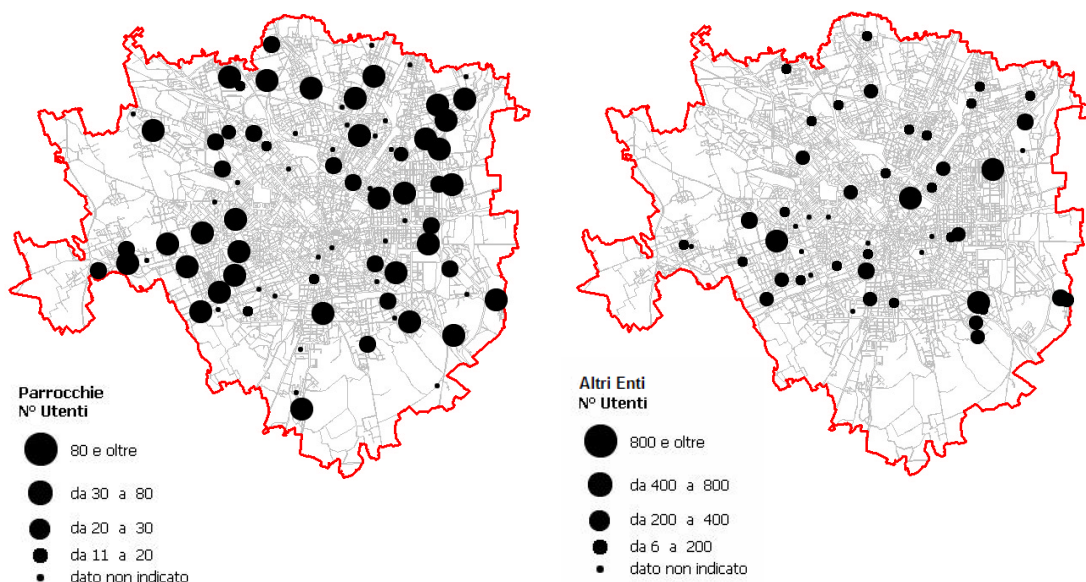 Parrocchie
N° Utenti
80 e oltre
da 30 a 80
da 20 a 30
da 11 a 20
dato non indicato
Altri Enti
N° Utenti
800 e oltre
da 400 a 800
da 200 a 400
da 6 a 200
dato non indicato